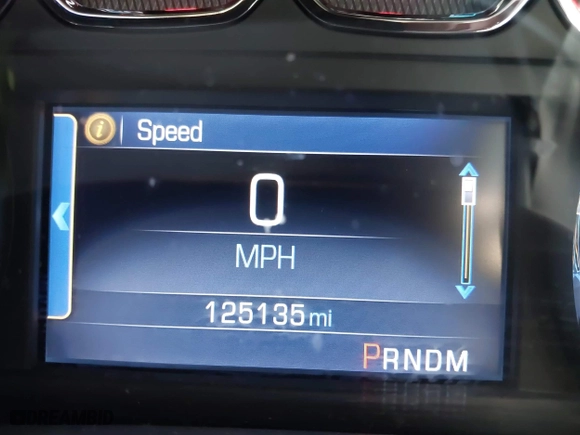 i Speed
0
MPH
125135 mi
PRNDM